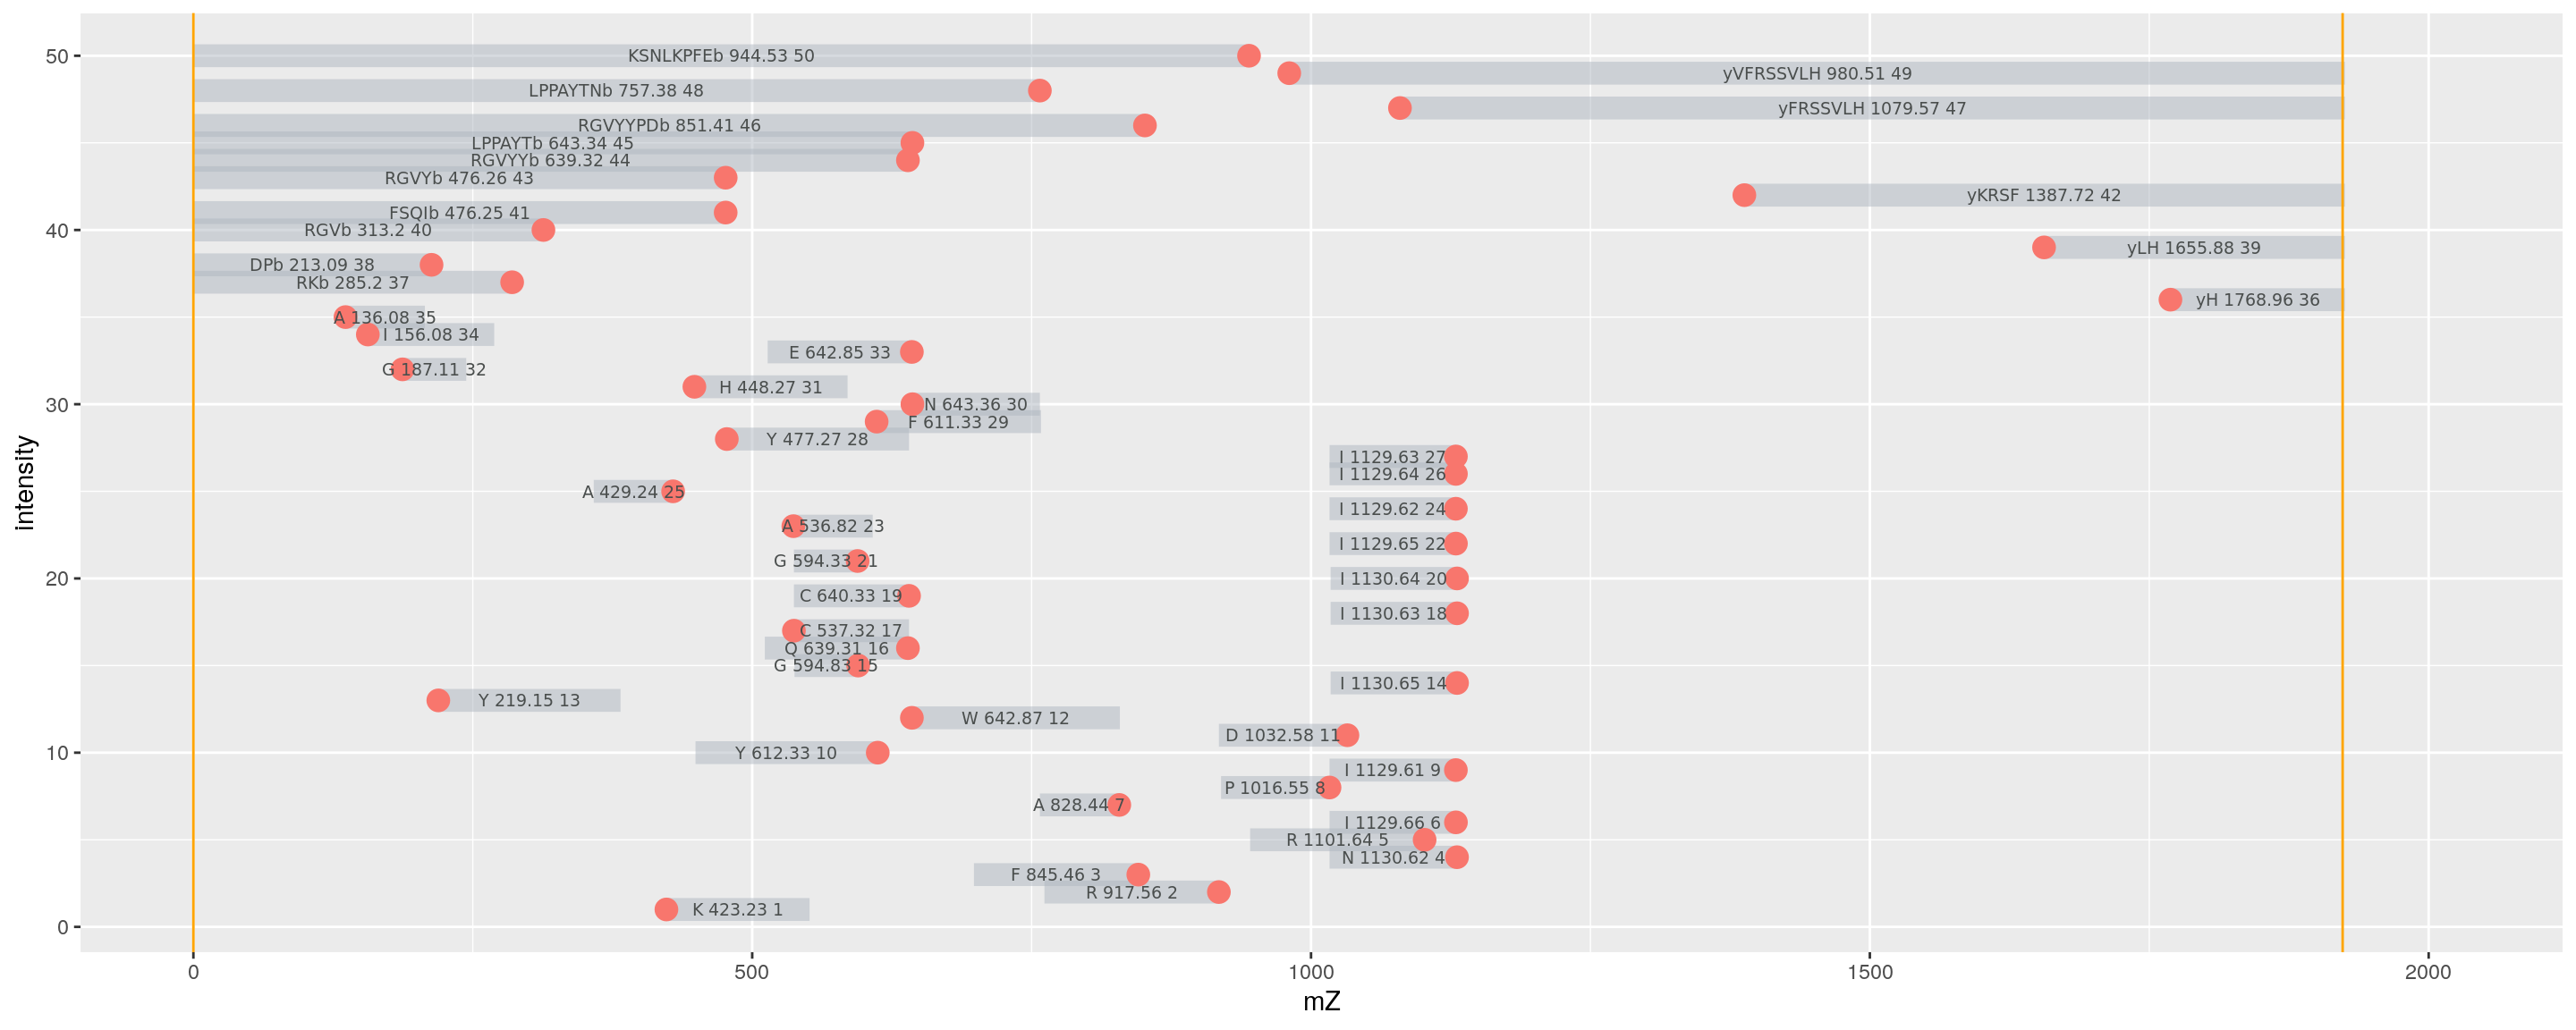 KSNLKPFEb 944.53 50
yVFRSSVLH 980.51 49
LPPAYTNb 757.38 48
yFRSSVLH 1079.57 47
RGVYYPDb 851.41 46
LPPAYTb 643.34 45
RGVYYb 639.32 44
RGVYb 476.26 43
yKRSF 1387.72 42
FSQIb 476.25 41
RGVb 313.2 40
yLH 1655.88 39
DPb 213.09 38
RKb 285.2 37
yH 1768.96 36
A 136.08 35
I 156.08 34
E 642.85 33
G 187.11 32
H 448.27 31
N 643.36 30
F 611.33 29
Y 477.27 28
I 1129.63 27
I 1129.64 26
A 429.24 25
I 1129.62 24
A 536.82 23
I 1129.65 22
G 594.33 21
I 1130.64 20
C 640.33 19
I 1130.63 18
C 537.32 17
Q 639.31 16
G 594.83 15
I 1130.65 14
Y 219.15 13
W 642.87 12
D 1032.58 11
Y 612.33 10
I 1129.61 9
P 1016.55 8
A 828.44 7
I 1129.66 6
R 1101.64 5
N 1130.62 4
F 845.46 3
R 917.56 2
K 423.23 1
50
40
30
20
10
0
intensity
0 500 1000 1500 2000
mZ